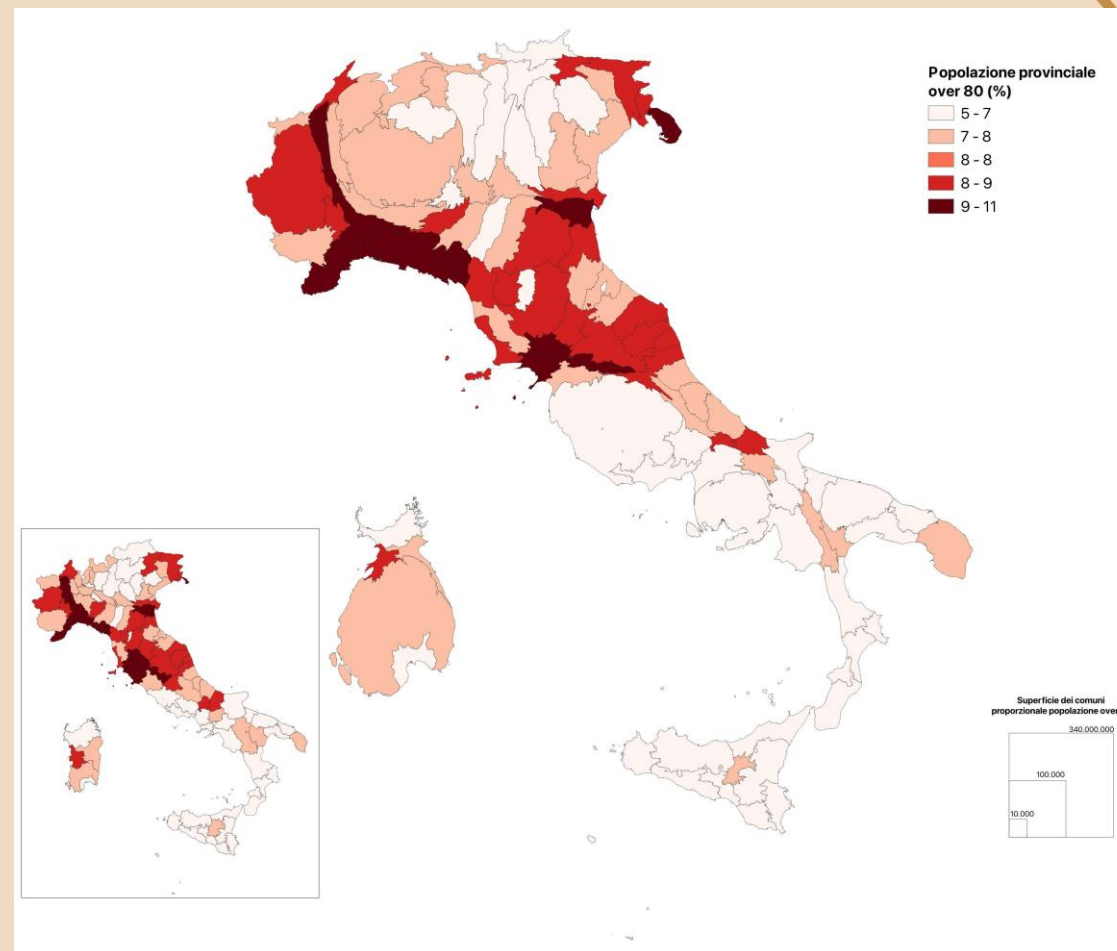 Popolazione provinciale
over 80 (%)
5 - 7
7 - 8
8 - 8
8 - 9
9 - 11
Superficie dei comuni
proporzionale popolazione over
340.000.000
100.000
10.000